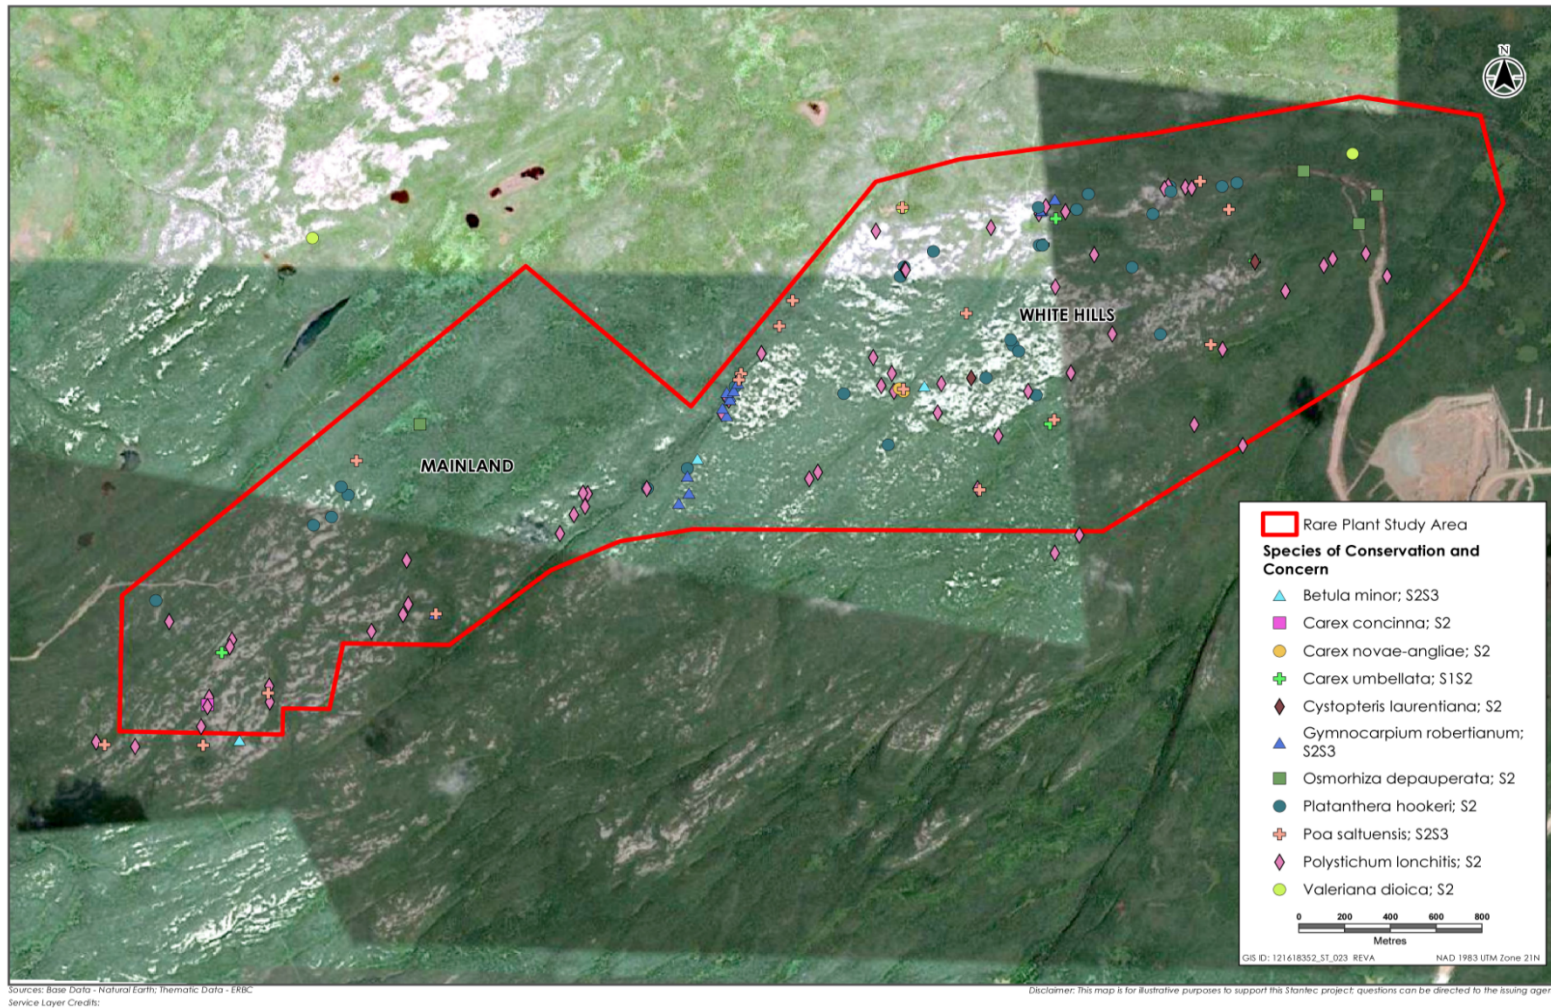 N
WHITE HILLS
MAINLAND
Rare Plant Study Area
Species of Conservation and
Concern
Betula minor; S2S3
Carex concinna; S2
Carex novae-angliae; S2
Carex umbellata; S1S2
Cystopteris laurentiana; S2
Gymnocarpium robertianum;
S2S3
Osmorhiza depauperata; S2
Platanthera hookeri; S2
Poa saltuensis; S2S3
Polystichum lonchitis; S2
Valeriana dioica; S2
0 200 400 600 800
Metres
GIS ID: 121618352_ST_023 REVA NAD 1983 UTM Zone 21N
Sources: Base Data - Natural Earth; Thematic Data - ERBC Disclaimer: This map is for illustrative purposes to support this Stantec project; questions can be directed to the issuing agen
Service Layer Credits: